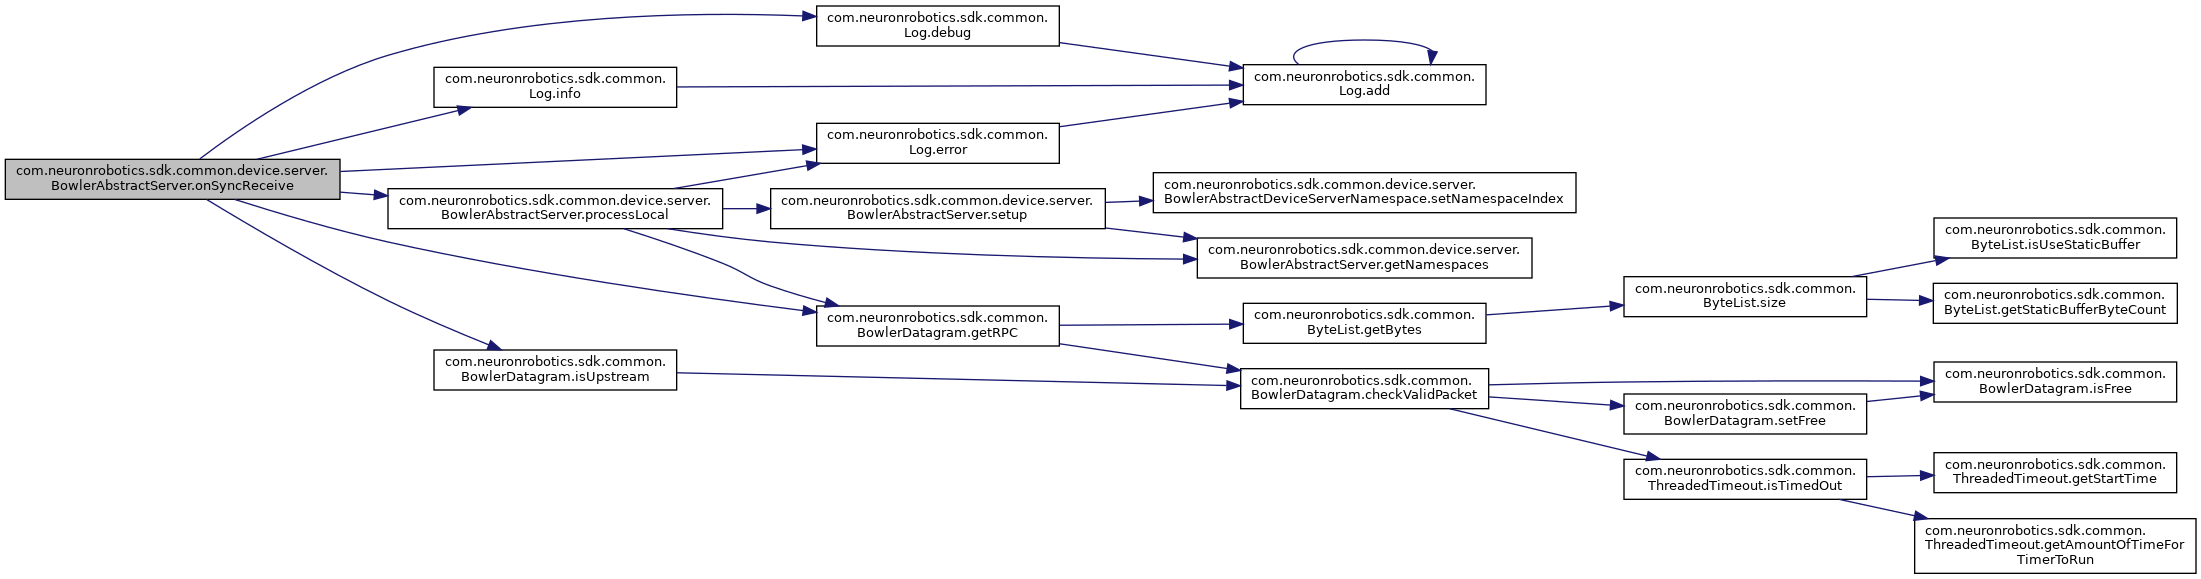 com.neuronrobotics.sdk.common.device.server.
BowlerAbstractServer.onSyncReceive
com.neuronrobotics.sdk.common.
Log.debug
com.neuronrobotics.sdk.common.
Log.info
com.neuronrobotics.sdk.common.
Log.add
com.neuronrobotics.sdk.common.
Log.error
com.neuronrobotics.sdk.common.device.server.
BowlerAbstractServer.processLocal
com.neuronrobotics.sdk.common.device.server.
BowlerAbstractServer.setup
com.neuronrobotics.sdk.common.device.server.
BowlerAbstractDeviceServerNamespace.setNamespaceIndex
com.neuronrobotics.sdk.common.device.server.
BowlerAbstractServer.getNamespaces
com.neuronrobotics.sdk.common.
BowlerDatagram.getRPC
com.neuronrobotics.sdk.common.
ByteList.getBytes
com.neuronrobotics.sdk.common.
ByteList.size
com.neuronrobotics.sdk.common.
ByteList.isUseStaticBuffer
com.neuronrobotics.sdk.common.
ByteList.getStaticBufferByteCount
com.neuronrobotics.sdk.common.
BowlerDatagram.isUpstream
com.neuronrobotics.sdk.common.
BowlerDatagram.checkValidPacket
com.neuronrobotics.sdk.common.
BowlerDatagram.isFree
com.neuronrobotics.sdk.common.
BowlerDatagram.setFree
com.neuronrobotics.sdk.common.
ThreadedTimeout.isTimedOut
com.neuronrobotics.sdk.common.
ThreadedTimeout.getStartTime
com.neuronrobotics.sdk.common.
ThreadedTimeout.getAmountOfTimeFor
TimerToRun